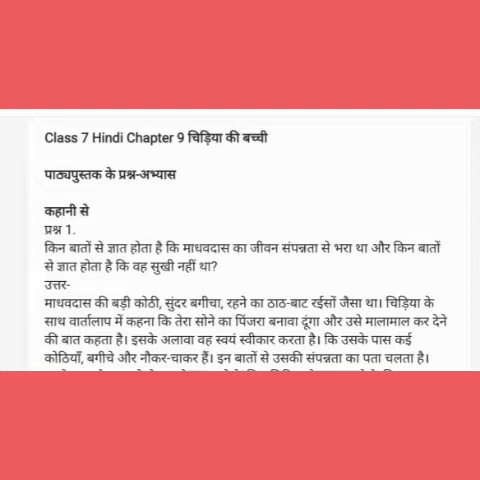 Class 7 Hindi Chapter 9 चिड़िया की बच्ची
पाठ्यपुस्तक के प्रश्न-अभ्यास
कहानी से
प्रश्न 1.
किन बातों से ज्ञात होता है कि माधवदास का जीवन संपन्नता से भरा था और किन बातों
से ज्ञात होता है कि वह सुखी नहीं था?
उत्तर-
माधवदास की बड़ी कोठी, सुंदर बगीचा, रहने का ठाठ-बाट रईसों जैसा था। चिड़िया के
साथ वार्तालाप में कहना कि तेरा सोने का पिंजरा बनवा दूंगा और उसे मालामाल कर देने
की बात कहता है। इसके अलावा वह स्वयं स्वीकार करता है। कि उसके पास कई
कोठियाँ, बगीचे और नौकर-चाकर हैं। इन बातों से उसकी संपन्नता का पता चलता है।